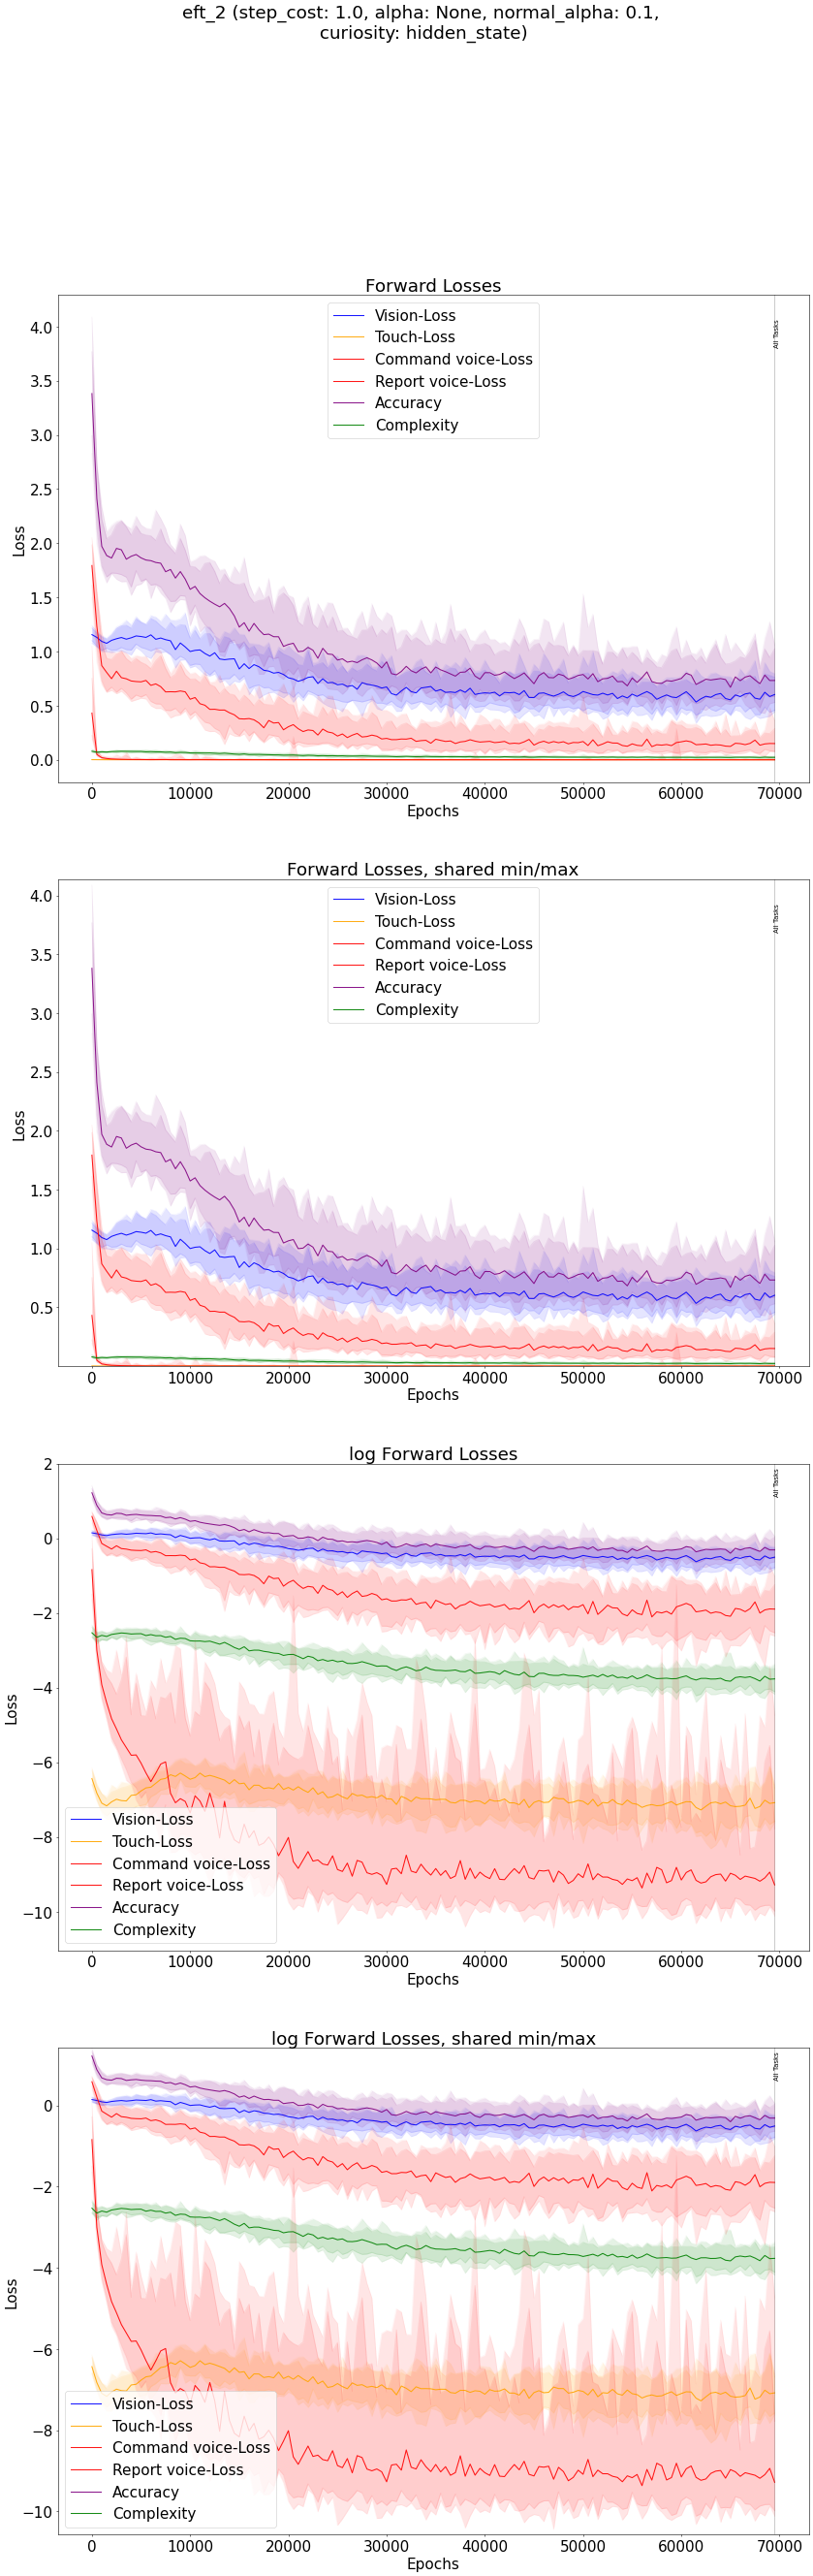 eft_2 (step_cost: 1.0, alpha: None, normal_alpha: 0.1,
curiosity: hidden_state)
Forward Losses
Vision-Loss
Touch-Loss
Command voice-Loss
Report voice-Loss
Accuracy
Complexity
All Tasks
4.0
3.5
3.0
2.5
2.0
1.5
1.0
0.5
0.0
Loss
0 10000 20000 30000 40000 50000 60000 70000
Epochs
Forward Losses, shared min/max
Vision-Loss
Touch-Loss
Command voice-Loss
Report voice-Loss
Accuracy
Complexity
All Tasks
4.0
3.5
3.0
2.5
2.0
1.5
1.0
0.5
Loss
0 10000 20000 30000 40000 50000 60000 70000
Epochs
log Forward Losses
All Tasks
2
0
−2
−4
−6
−8
−10
Loss
Vision-Loss
Touch-Loss
Command voice-Loss
Report voice-Loss
Accuracy
Complexity
0 10000 20000 30000 40000 50000 60000 70000
Epochs
log Forward Losses, shared min/max
All Tasks
0
−2
−4
−6
−8
−10
Loss
Vision-Loss
Touch-Loss
Command voice-Loss
Report voice-Loss
Accuracy
Complexity
0 10000 20000 30000 40000 50000 60000 70000
Epochs